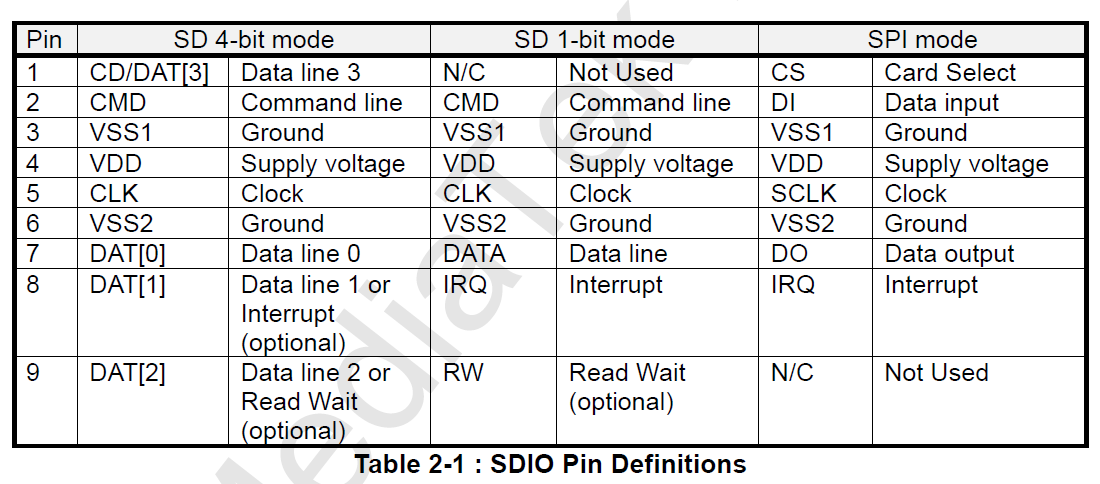 Pin SD 4-bit mode SD 1-bit mode SPI mode
1 CD/DAT[3] Data line 3 N/C Not Used CS Card Select
2 CMD Command line CMD Command line DI Data input
3 VSS1 Ground VSS1 Ground VSS1 Ground
4 VDD Supply voltage VDD Supply voltage VDD Supply voltage
5 CLK Clock CLK Clock SCLK Clock
6 VSS2 Ground VSS2 Ground VSS2 Ground
7 DAT[0] Data line 0 DATA Data line DO Data output
8 DAT[1] Data line 1 or IRQ Interrupt IRQ Interrupt
Interrupt
(optional)
9 DAT[2] Data line 2 or RW Read Wait N/C Not Used
Read Wait (optional)
(optional)
Table 2-1 : SDIO Pin Definitions
MediaTek